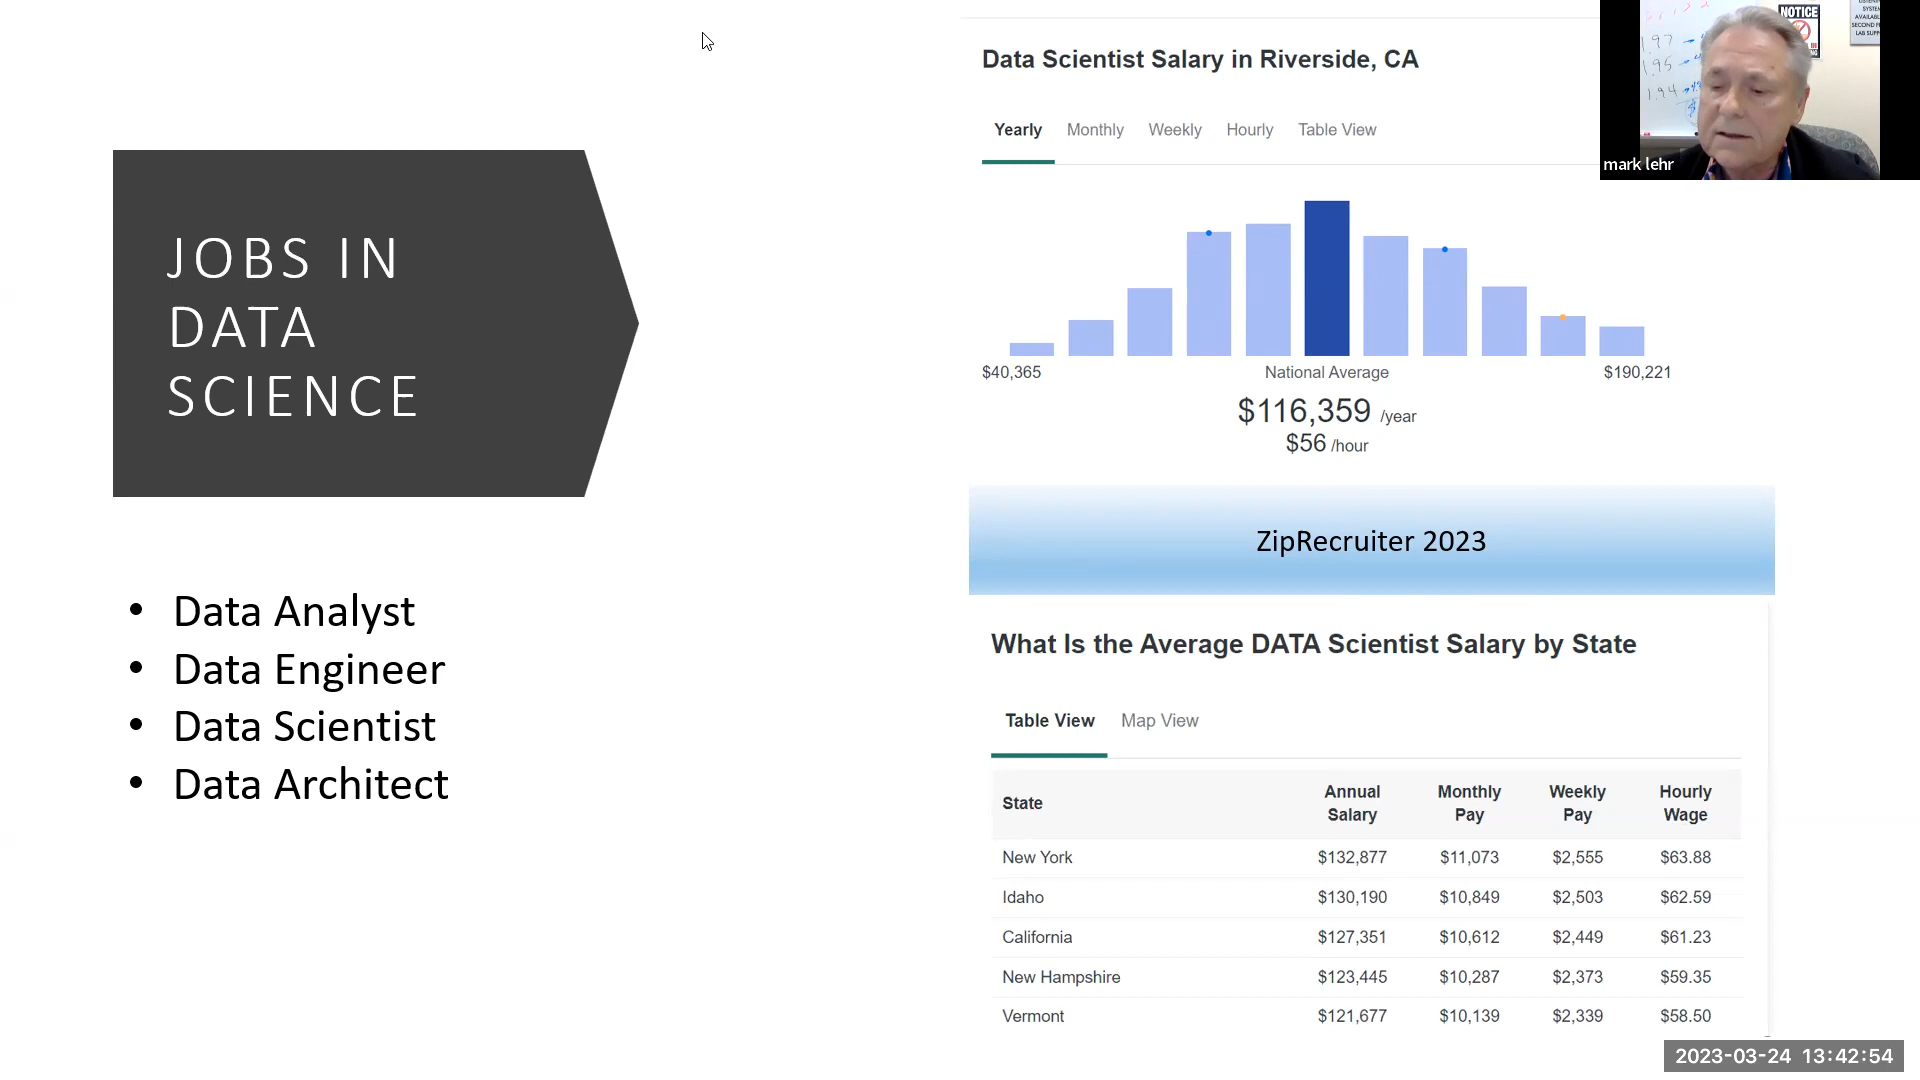 JOBS IN
DATA
SCIENCE
• Data Analyst
• Data Engineer
• Data Scientist
• Data Architect
Data Scientist Salary in Riverside, CA
Yearly Monthly Weekly Hourly Table View
$40,365 National Average $190,221
$116,359 /year
$56 /hour
ZipRecruiter 2023
What Is the Average DATA Scientist Salary by State
Table View Map View
State Annual Salary Monthly Pay Weekly Pay Hourly Wage
New York $132,877 $11,073 $2,555 $63.88
Idaho $130,190 $10,849 $2,503 $62.59
California $127,351 $10,612 $2,449 $61.23
New Hampshire $123,445 $10,287 $2,373 $59.35
Vermont $121,677 $10,139 $2,339 $58.50
NOTICE
1.97
1.95
1.94
mark lehr
2023-03-24 13:42:54